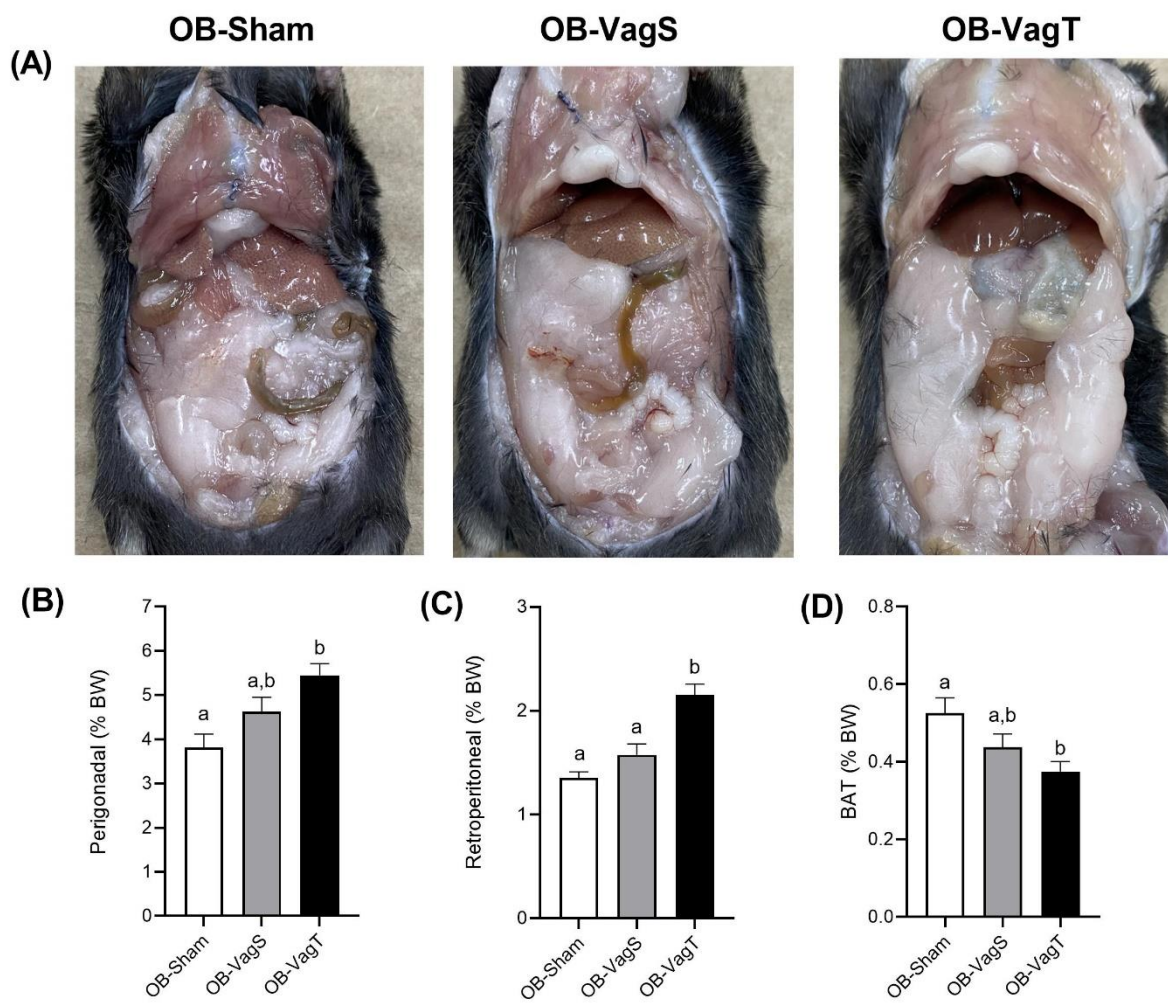 OB-Sham
OB-VagS
OB-VagT
(A)
(B)
Perigonadal (% BW)
7
6
5
4
3
2
1
0
a
a,b
b
OB-Sham
OB-VagS
OB-VagT
(C)
Retroperitoneal (% BW)
3
2
1
0
a
a
b
OB-Sham
OB-VagS
OB-VagT
(D)
BAT (% BW)
0.8
0.6
0.4
0.2
0.0
a
a,b
b
OB-Sham
OB-VagS
OB-VagT